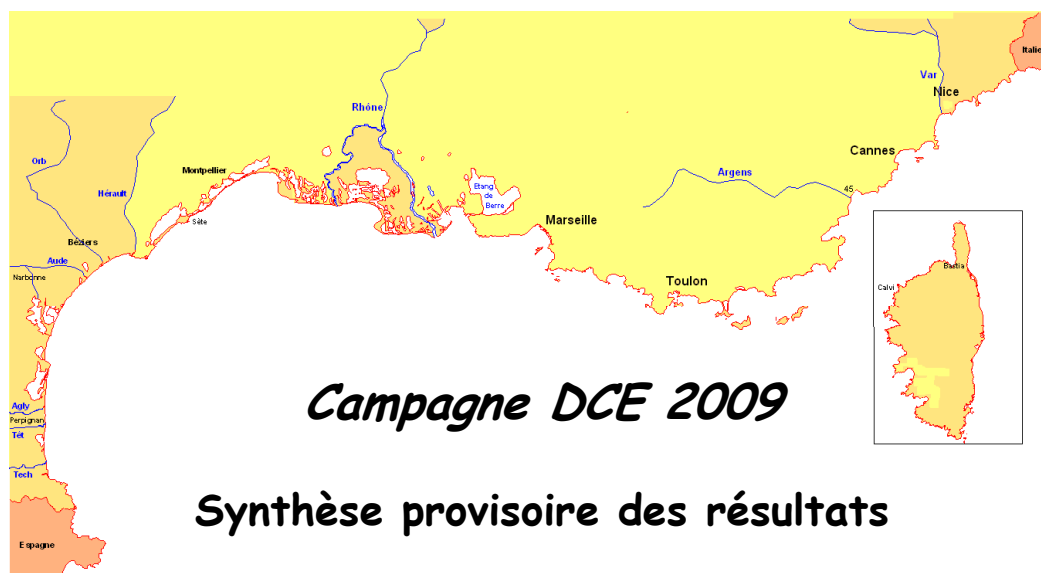 Italie
Var
Nice
Rhône
Orb
Cannes
Montpellier
Argens
Hérault
Etang
de
Berre
45
Sète
Marseille
Béziers
Aude
Bastia
Narbonne
Toulon
Calvi
Campagne DCE 2009
Agly
Perpignan
Têt
Tech
Synthèse provisoire des résultats
Espagne